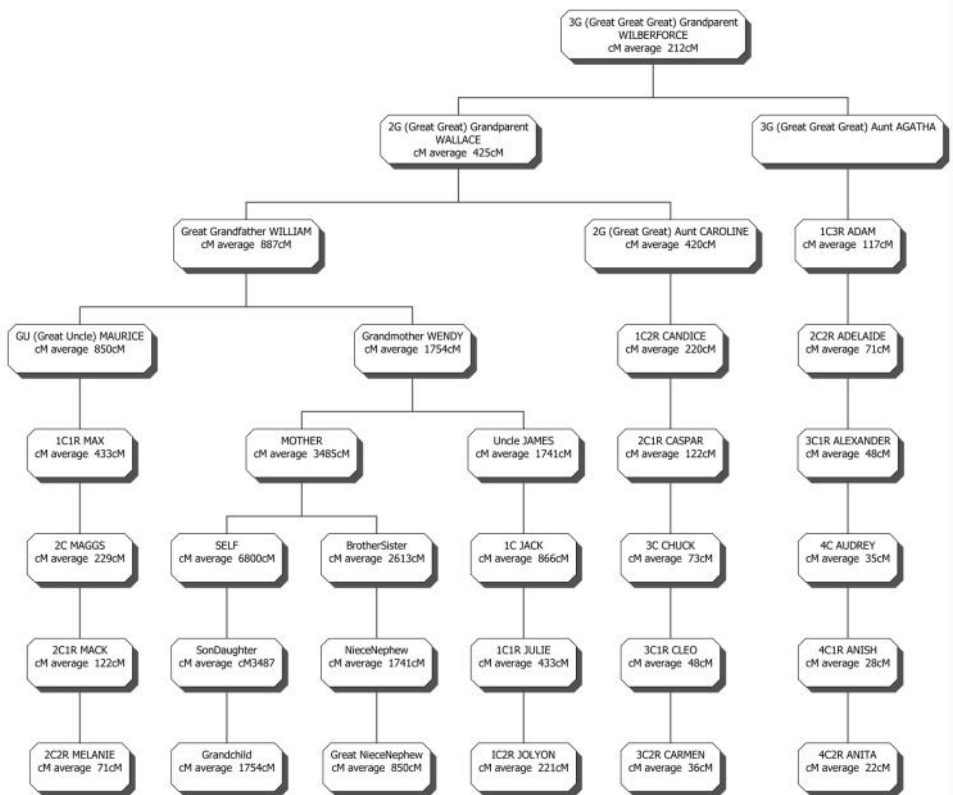 3G (Great Great Great) Grandparent
WILBERFORCE
cM average 212cM
2G (Great Great) Grandparent
WALLACE
cM average 425cM
3G (Great Great Great) Aunt AGATHA
Great Grandfather WILLIAM
cM average 887cM
2G (Great Great) Aunt CAROLINE
cM average 420cM
1C3R ADAM
cM average 117cM
GU (Great Uncle) MAURICE
cM average 850cM
Grandmother WENDY
cM average 1754cM
1C2R CANDICE
cM average 220cM
2C2R ADELAIDE
cM average 71cM
1C1R MAX
cM average 433cM
MOTHER
cM average 3485cM
Uncle JAMES
cM average 1741cM
2C1R CASPAR
cM average 122cM
3C1R ALEXANDER
cM average 48cM
2C MAGGS
cM average 229cM
SELF
cM average 6800cM
BrotherSister
cM average 2613cM
1C JACK
cM average 866cM
3C CHUCK
cM average 73cM
4C AUDREY
cM average 35cM
2C1R MACK
cM average 122cM
SonDaughter
cM average cM3487
NieceNephew
cM average 1741cM
1C1R JULIE
cM average 433cM
3C1R CLEO
cM average 48cM
4C1R ANISH
cM average 28cM
2C2R MELANIE
cM average 71cM
Grandchild
cM average 1754cM
Great NieceNephew
cM average 850cM
IC2R JOLYON
cM average 221cM
3C2R CARMEN
cM average 36cM
4C2R ANITA
cM average 22cM